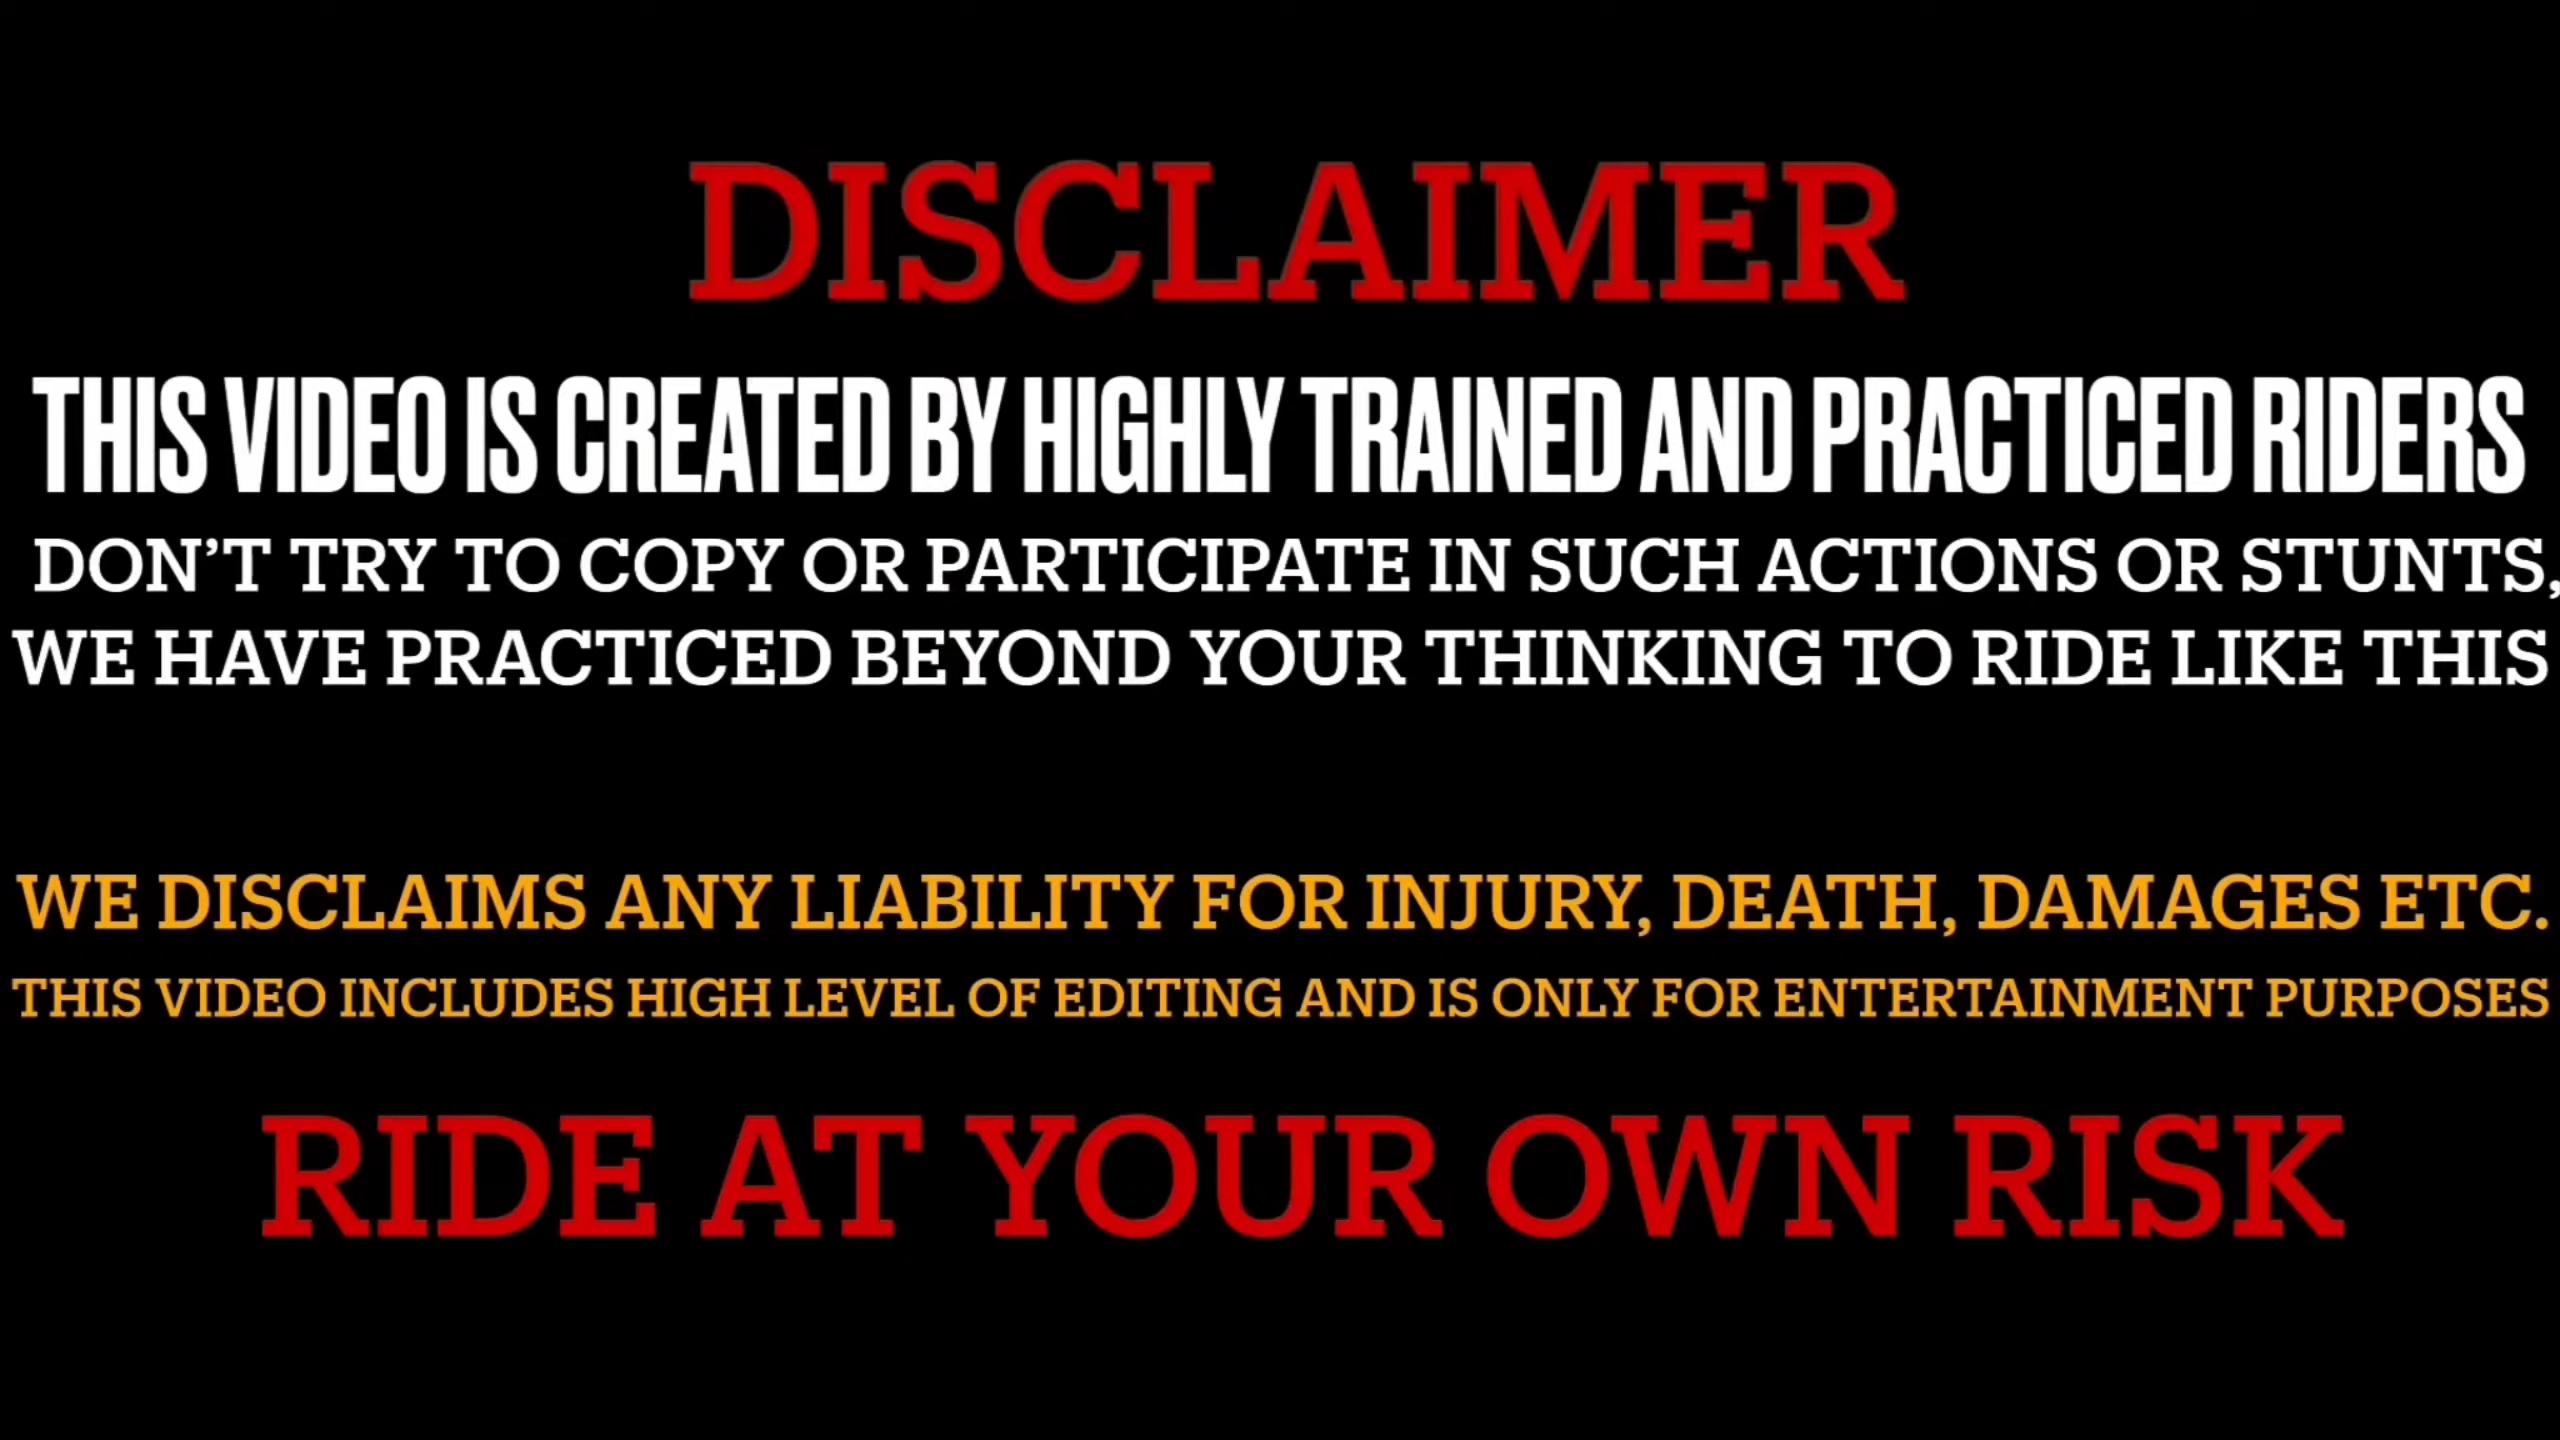 DISCLAIMER
THIS VIDEO IS CREATED BY HIGHLY TRAINED AND PRACTICED RIDERS
DON’T TRY TO COPY OR PARTICIPATE IN SUCH ACTIONS OR STUNTS,
WE HAVE PRACTICED BEYOND YOUR THINKING TO RIDE LIKE THIS
WE DISCLAIMS ANY LIABILITY FOR INJURY, DEATH, DAMAGES ETC.
THIS VIDEO INCLUDES HIGH LEVEL OF EDITING AND IS ONLY FOR ENTERTAINMENT PURPOSES
RIDE AT YOUR OWN RISK